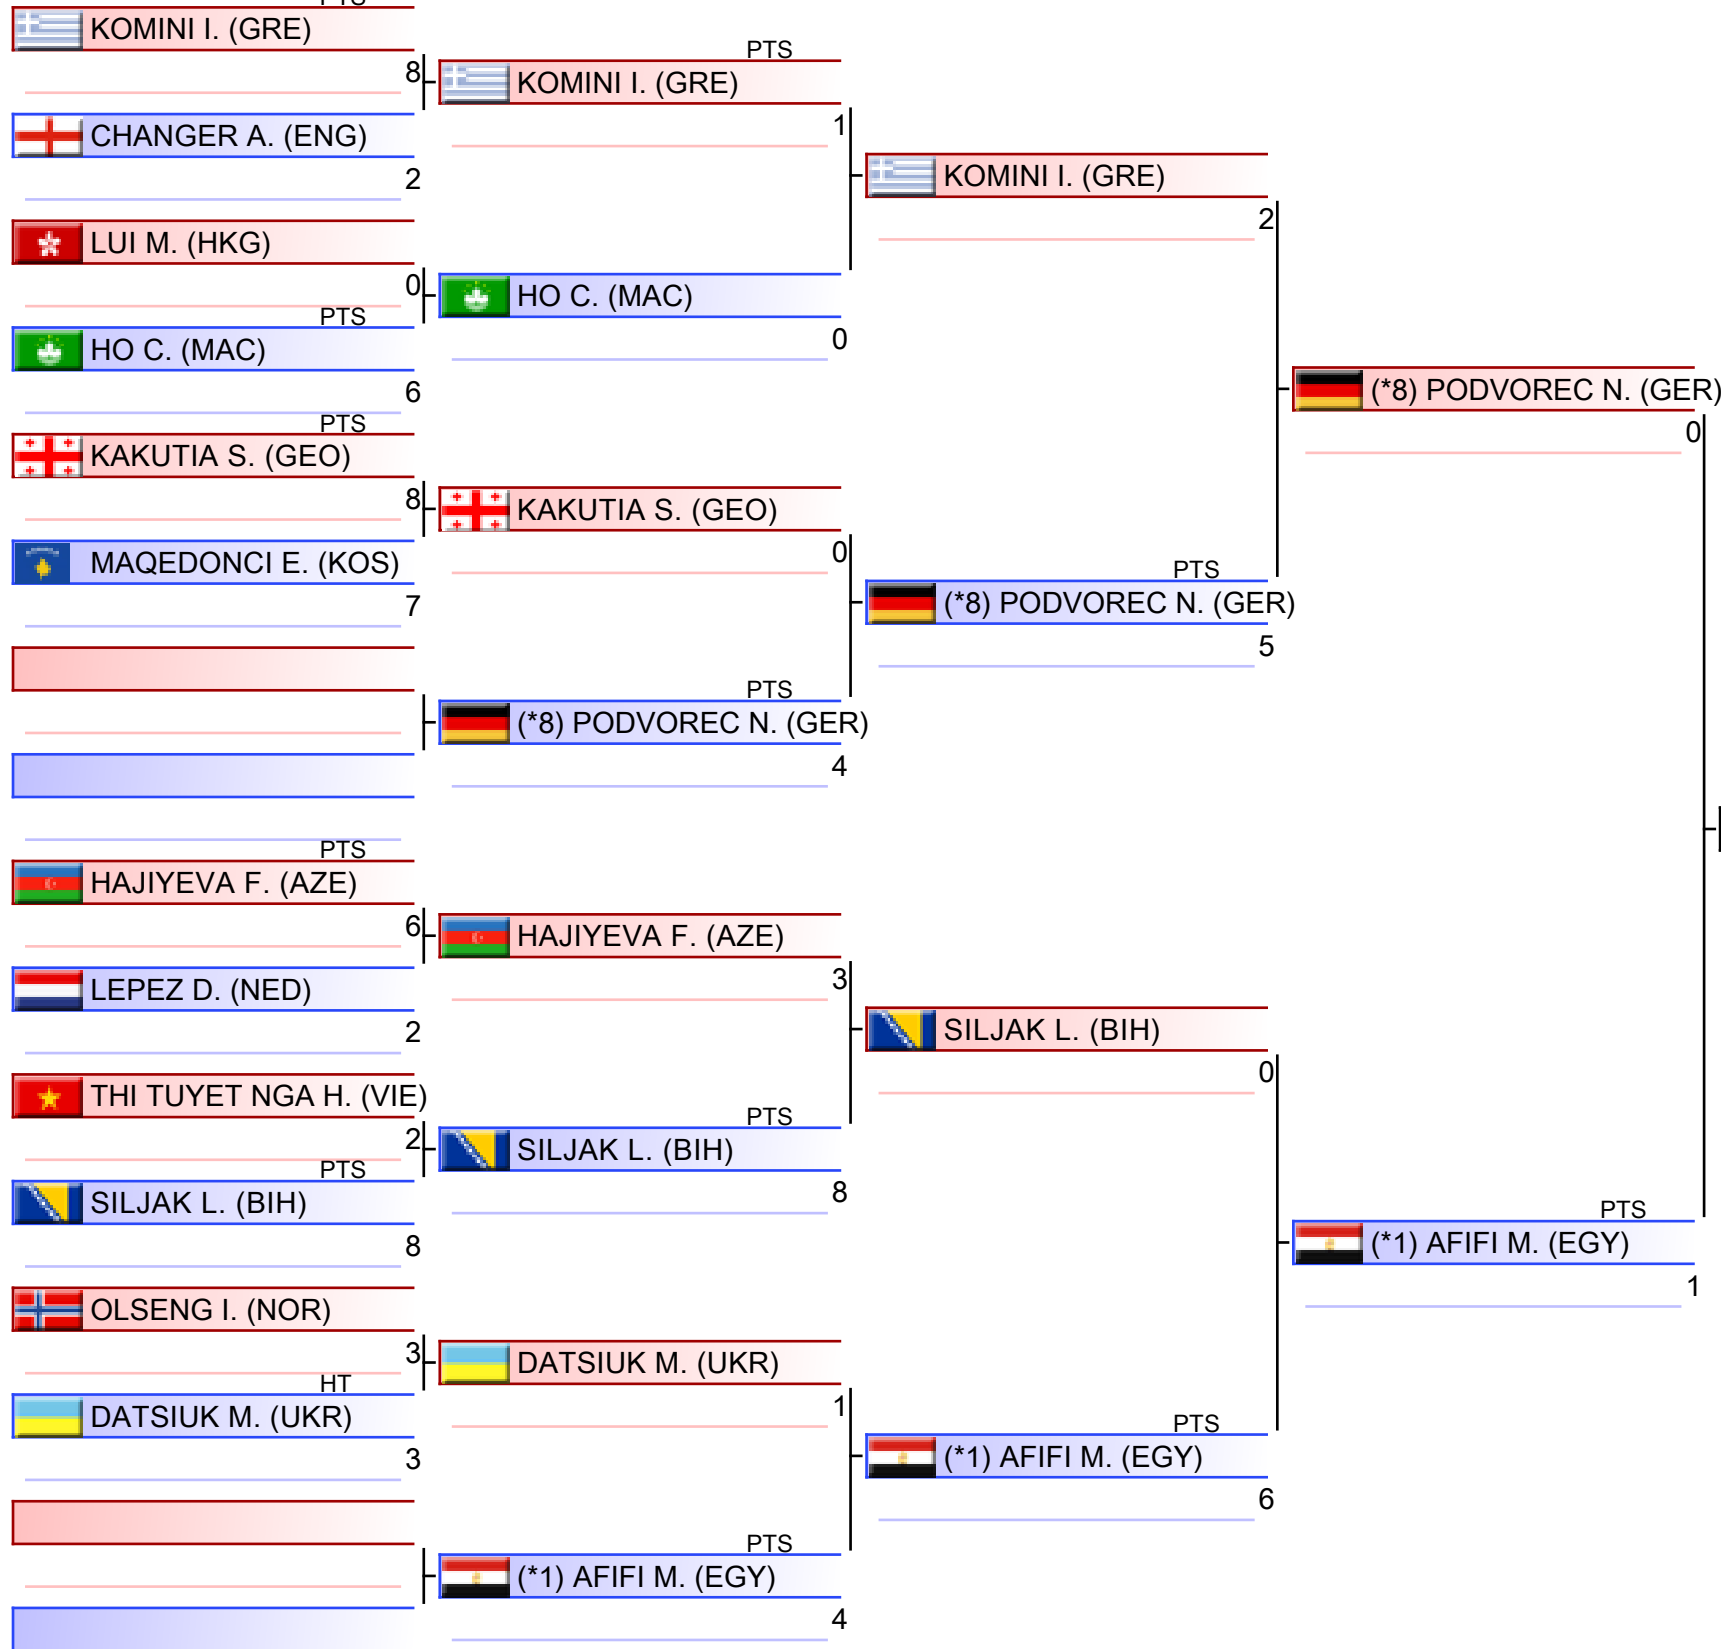 PTS
KOMINI I. (GRE)
8
CHANGER A. (ENG)
2
LUI M. (HKG)
0
PTS
HO C. (MAC)
6
PTS
KAKUTIA S. (GEO)
8
MAQEDONCI E. (KOS)
7
PTS
HAJIYEVA F. (AZE)
6
LEPEZ D. (NED)
2
THI TUYET NGA H. (VIE)
2
PTS
SILJAK L. (BIH)
8
OLSENG I. (NOR)
3
HT
DATSIUK M. (UKR)
3
PTS
KOMINI I. (GRE)
1
HO C. (MAC)
0
KAKUTIA S. (GEO)
0
PTS
(*8) PODVOREC N. (GER)
4
HAJIYEVA F. (AZE)
3
PTS
SILJAK L. (BIH)
8
DATSIUK M. (UKR)
1
PTS
(*1) AFIFI M. (EGY)
4
KOMINI I. (GRE)
2
PTS
(*8) PODVOREC N. (GER)
5
SILJAK L. (BIH)
0
PTS
(*1) AFIFI M. (EGY)
6
(*8) PODVOREC N. (GER)
0
PTS
(*1) AFIFI M. (EGY)
1